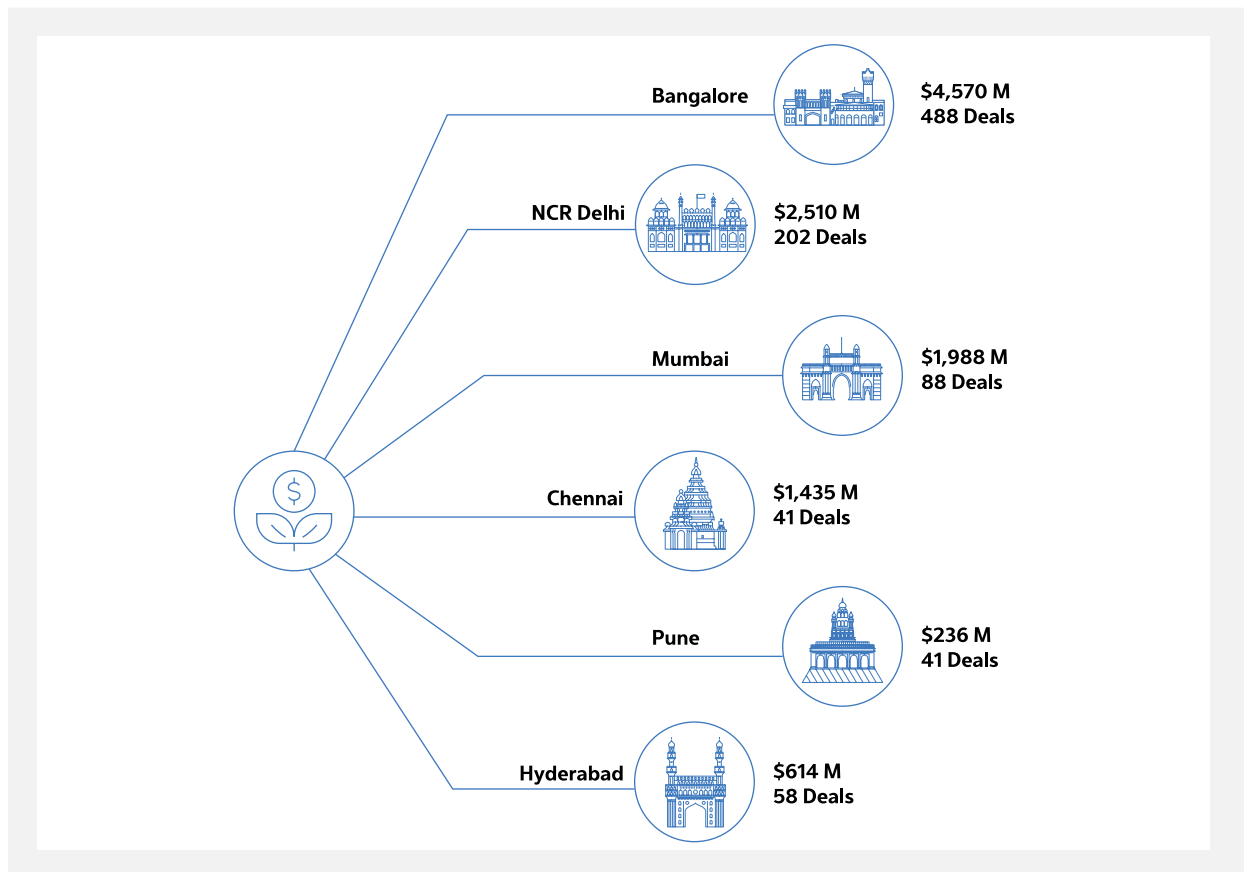 Bangalore
$4,570 M
488 Deals
NCR Delhi
$2,510 M
202 Deals
Mumbai
$1,988 M
88 Deals
Chennai
$1,435 M
41 Deals
Pune
$236 M
41 Deals
Hyderabad
$614 M
58 Deals
$